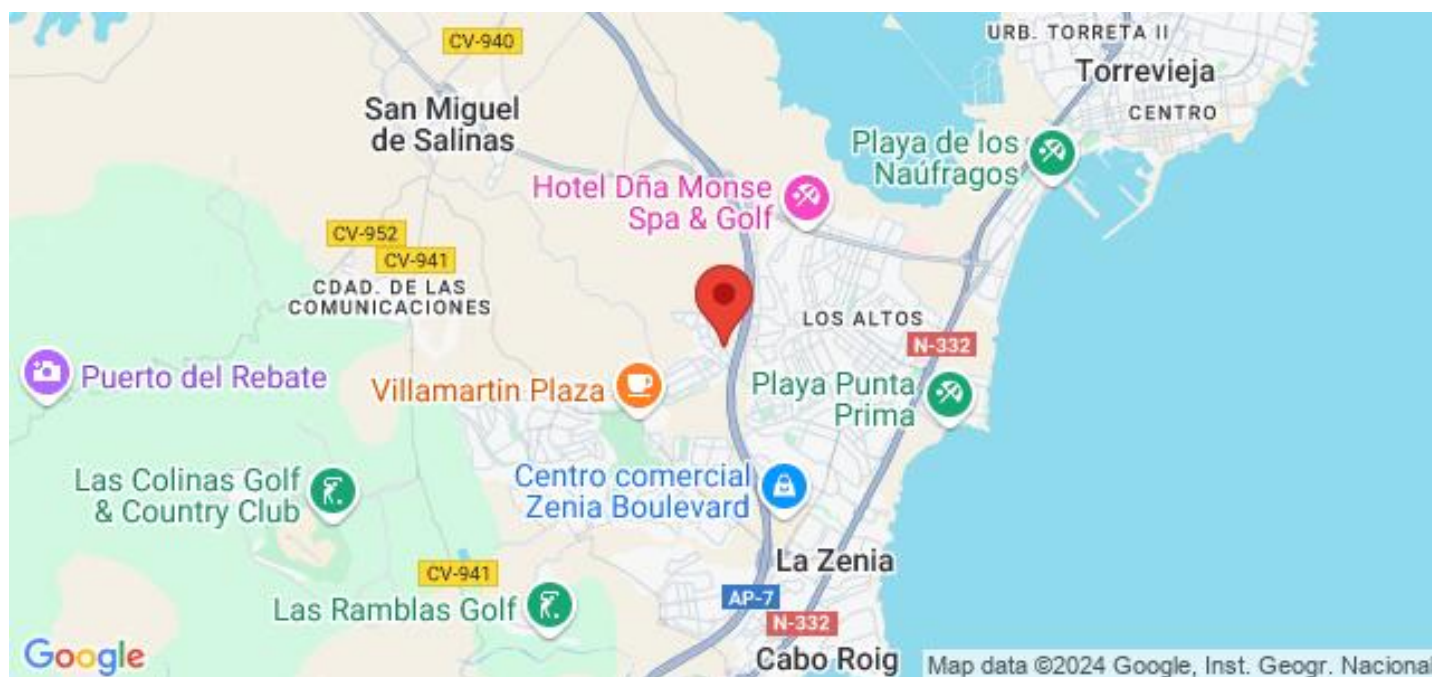 CV-940
URB. TORRETA II
Torrevieja
CENTRO
San Miguel
de Salinas
Playa de los
Naúfragos
Hotel Dña Monse
Spa & Golf
CV-952
CV-941
CDAD. DE LAS
COMUNICACIONES
LOS ALTOS
N-332
Puerto del Rebate
Villamartin Plaza
Playa Punta
Prima
Las Colinas Golf
& Country Club
Centro comercial
Zenia Boulevard
La Zenia
CV-941
Las Ramblas Golf
AP-7
N-332
Cabo Roig
Google
Map data ©2024 Google, Inst. Geogr. Nacional